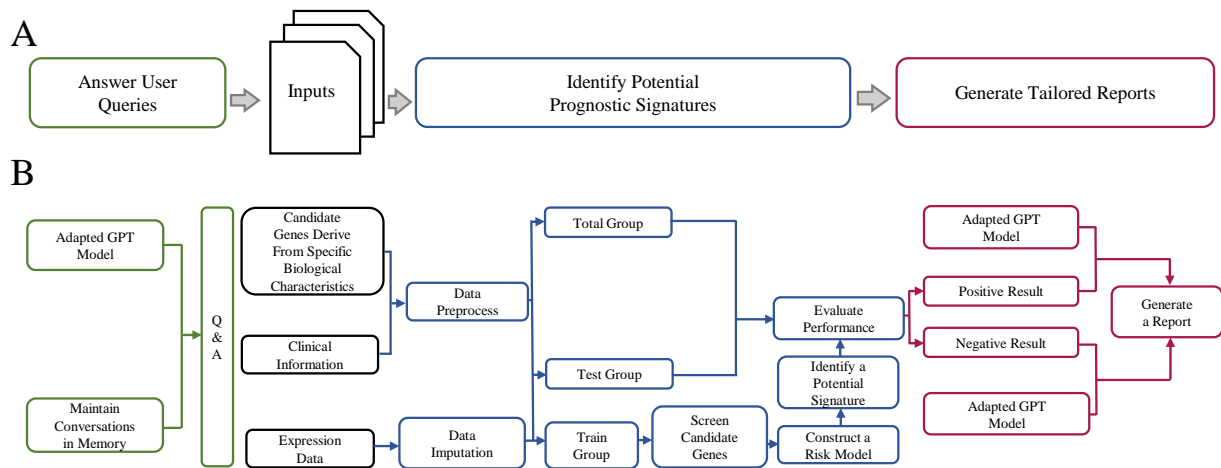 A
Answer User
Queries
Inputs
Identify Potential
Prognostic Signatures
Generate Tailored Reports
B
Adapted GPT
Model
Maintain
Conversations
in Memory
Q
&
A
Candidate
Genes Derive
From Specific
Biological
Characteristics
Clinical
Information
Expression
Data
Data
Preprocess
Data
Imputation
Total Group
Test Group
Train
Group
Screen
Candidate
Genes
Evaluate
Performance
Identify a
Potential
Signature
Construct a
Risk Model
Adapted GPT
Model
Positive Result
Negative Result
Adapted GPT
Model
Generate
a Report